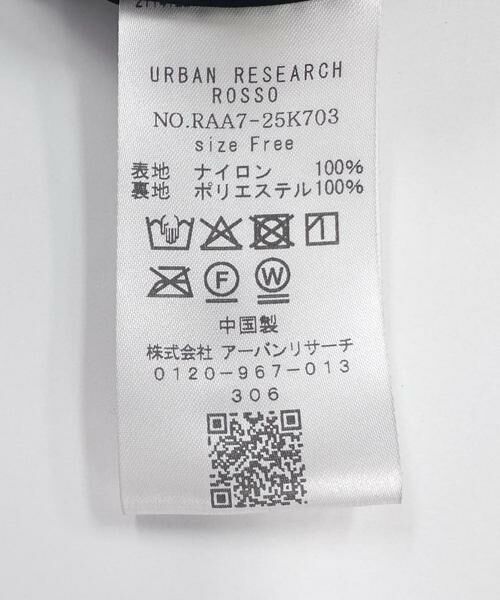 URBAN RESEARCH
ROSSO
NO.RAA7-25K703
size Free
表地 ナイロン 100%
裏地 ポリエステル100%
F W
中国製
株式会社 アーバンリサーチ
0120-967-013
306